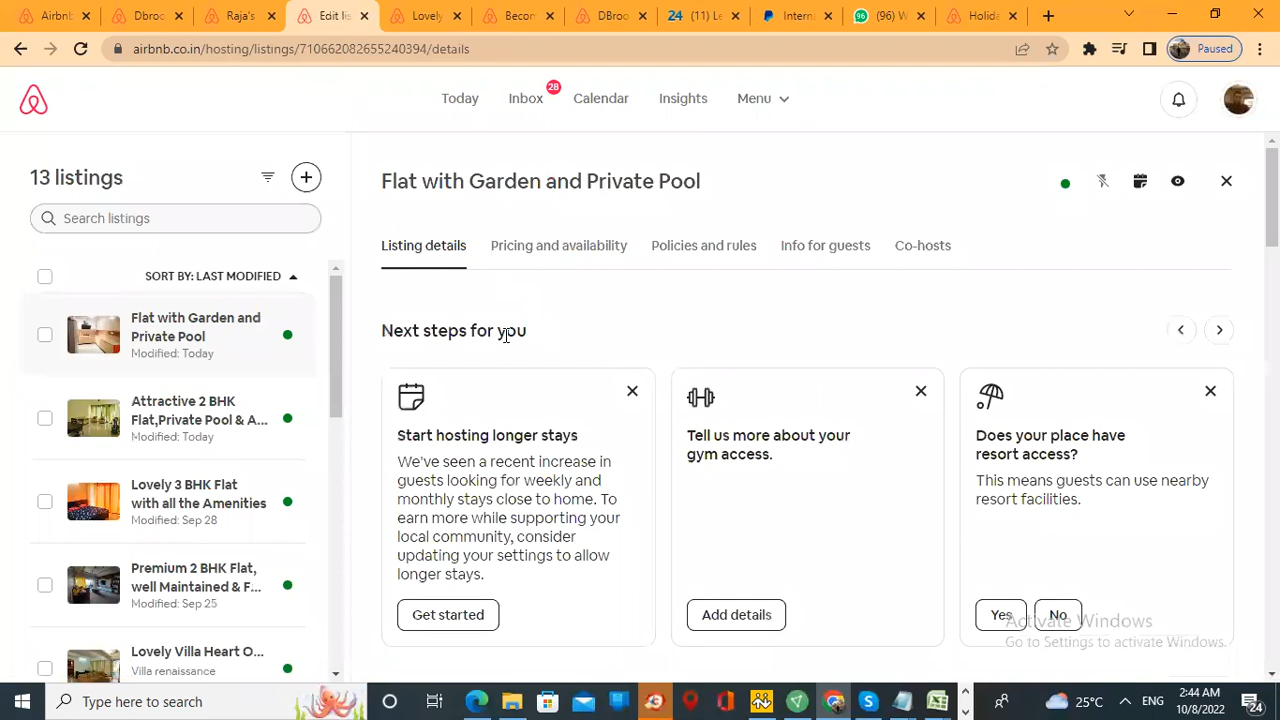 Airbn
Dbroc
Raja's
Edit lis
Lovely
Becon
DBroo
24 (11) Le
Intern
96 (96) W
Holida
airbnb.co.in/hosting/listings/710662082655240394/details
Paused
Today
Inbox
28
Calendar
Insights
Menu
13 listings
Search listings
SORT BY: LAST MODIFIED
Flat with Garden and
Private Pool
Modified: Today
Attractive 2 BHK
Flat,Private Pool & A...
Modified: Today
Lovely 3 BHK Flat
with all the Amenities
Modified: Sep 28
Premium 2 BHK Flat,
well Maintained & F...
Modified: Sep 25
Lovely Villa Heart O...
Villa renaissance
Flat with Garden and Private Pool
Listing details
Pricing and availability
Policies and rules
Info for guests
Co-hosts
Next steps for you
Start hosting longer stays
We've seen a recent increase in
guests looking for weekly and
monthly stays close to home. To
earn more while supporting your
local community, consider
updating your settings to allow
longer stays.
Get started
Tell us more about your
gym access.
Add details
Does your place have
resort access?
This means guests can use nearby
resort facilities.
Yes
No
Activate Windows
Go to Settings to activate Windows.
Type here to search
25°C
ENG
2:44 AM
10/8/2022
24